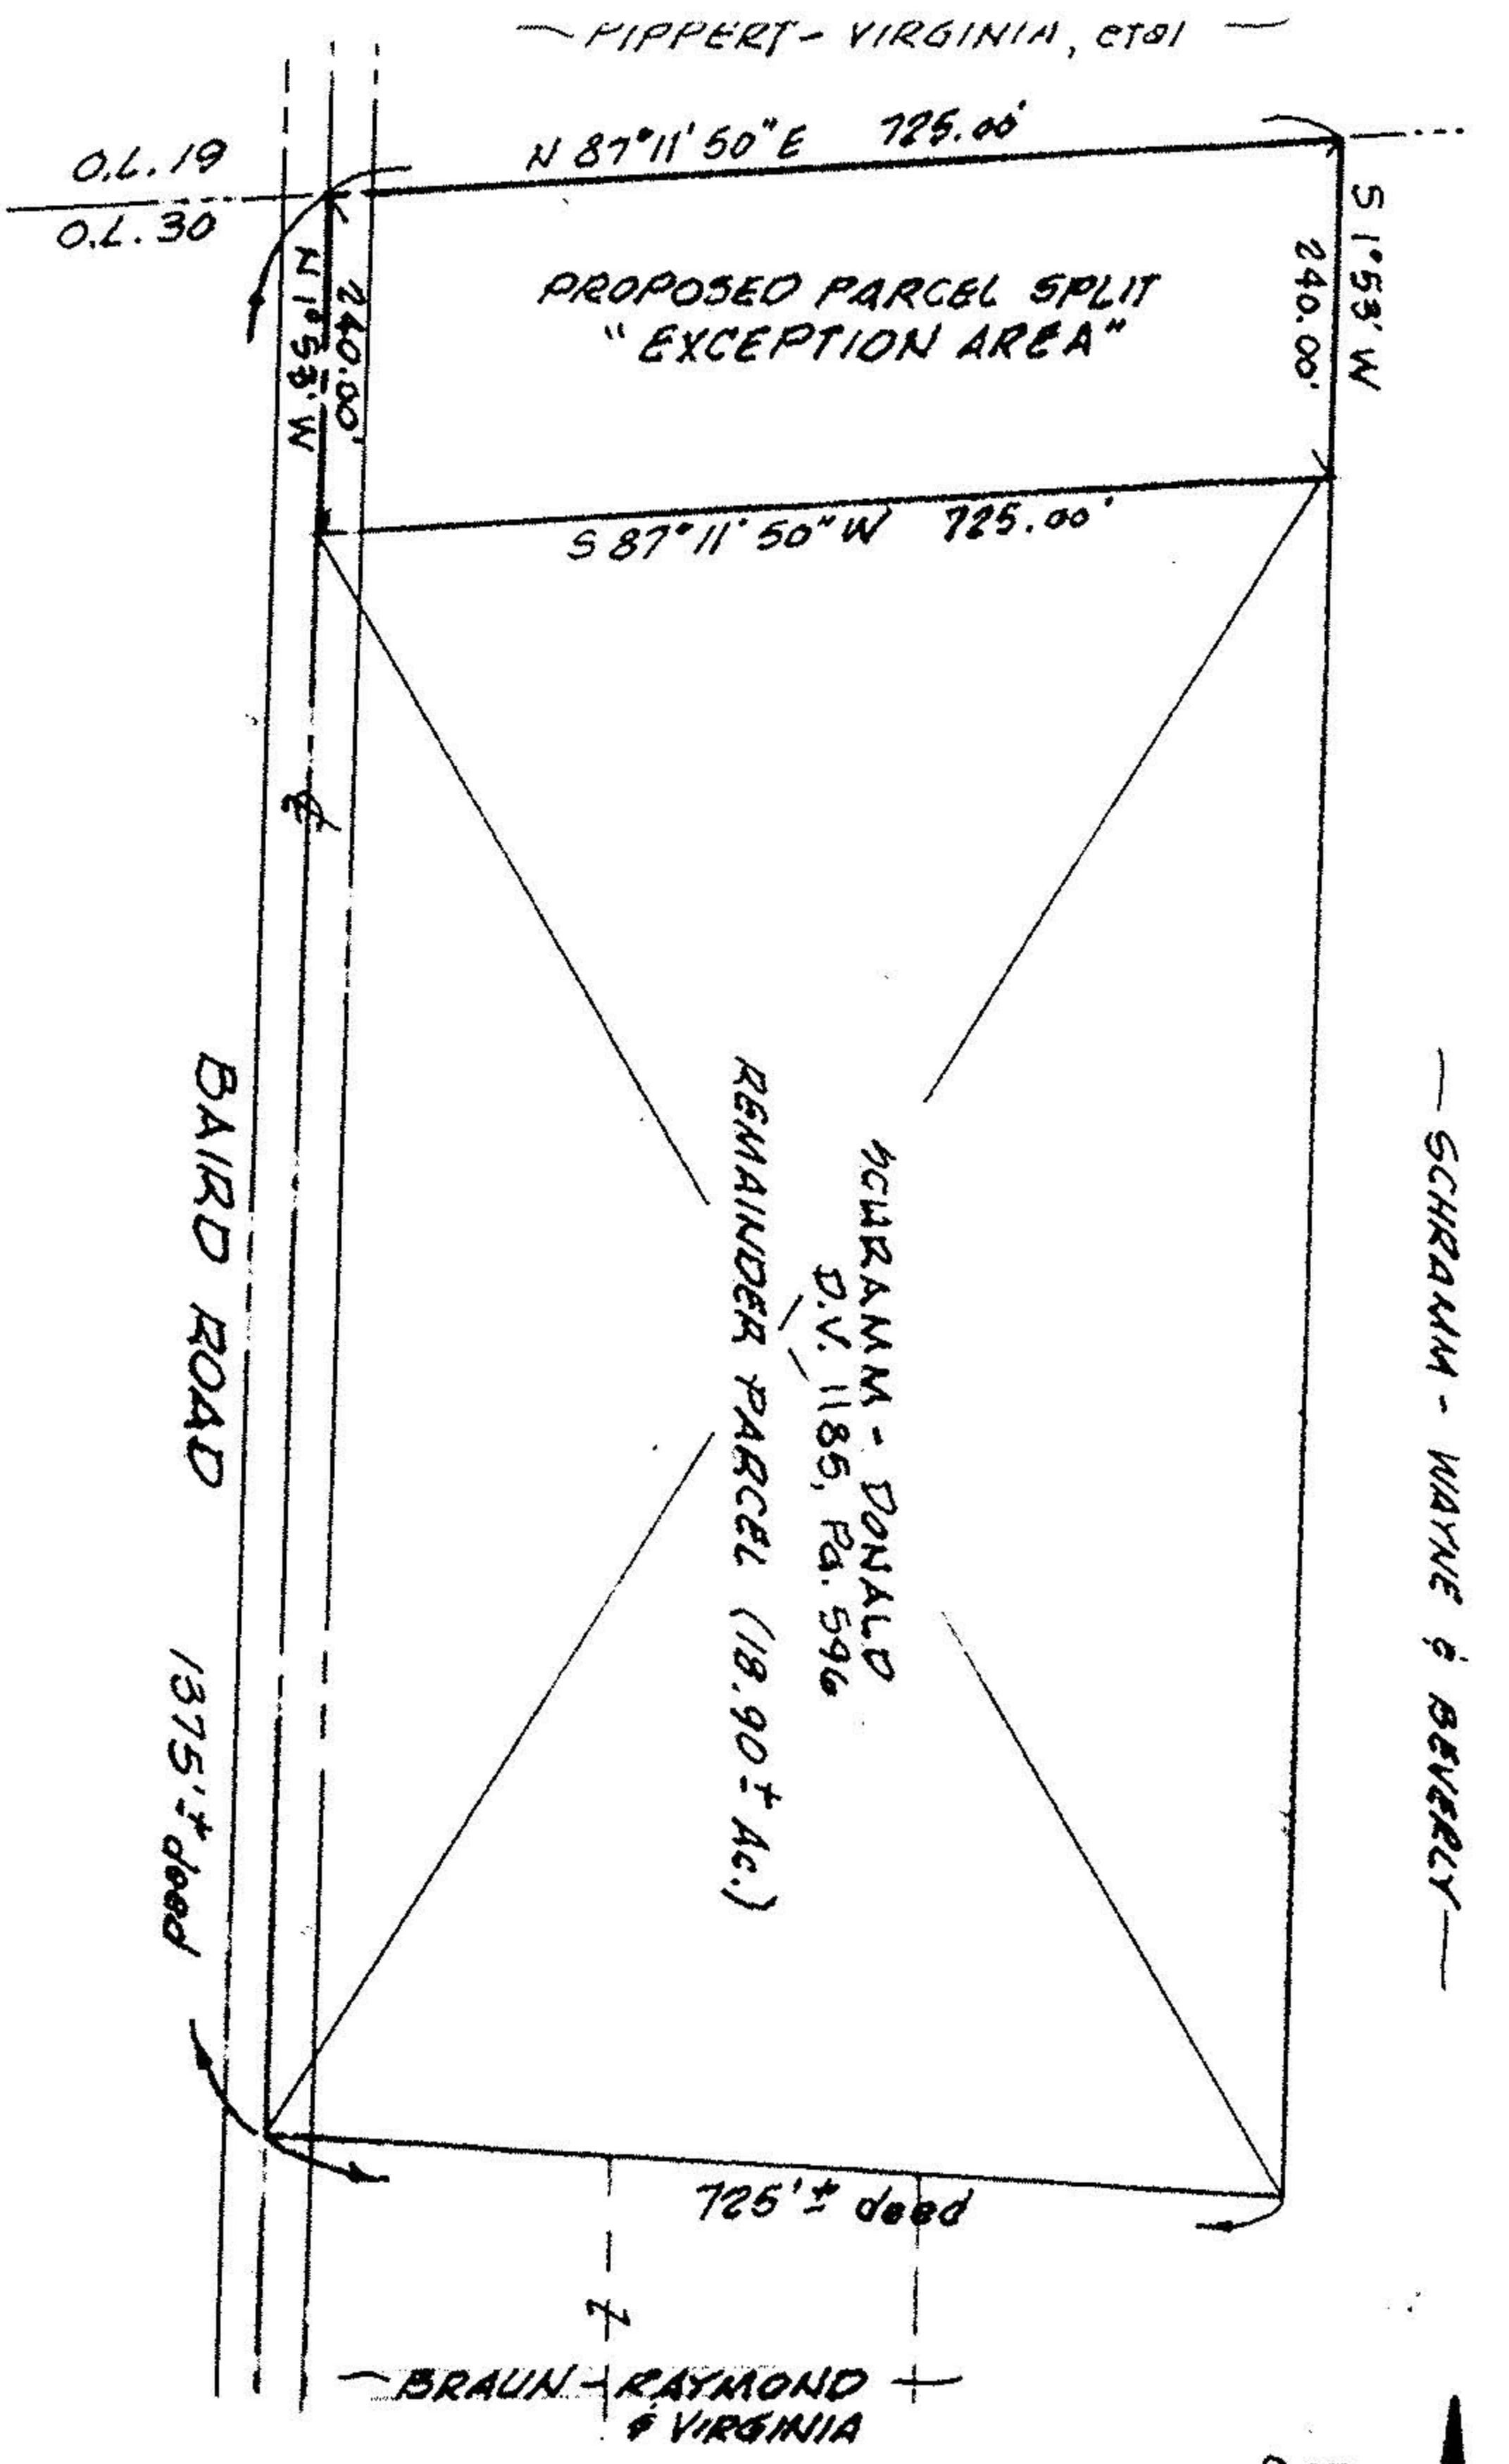 — PIPPERT - VIRGINIA, etal —
N 87°11'50" E 725.00'
O.L. 19
O.L. 30
N 1°53' W
240.00'
S 1°53' W
240.00'
PROPOSED PARCEL SPLIT
"EXCEPTION AREA"
S 87°11'50" W 725.00'
— SCHRAMM - WAYNE & BEVERLY —
SCHRAMM - DONALD
D.V. 1185, PG. 596
REMAINDER PARCEL (18.90± Ac.)
BAIRD ROAD
1375'± deed
725'± deed
— BRAUN - RAYMOND —
& VIRGINIA